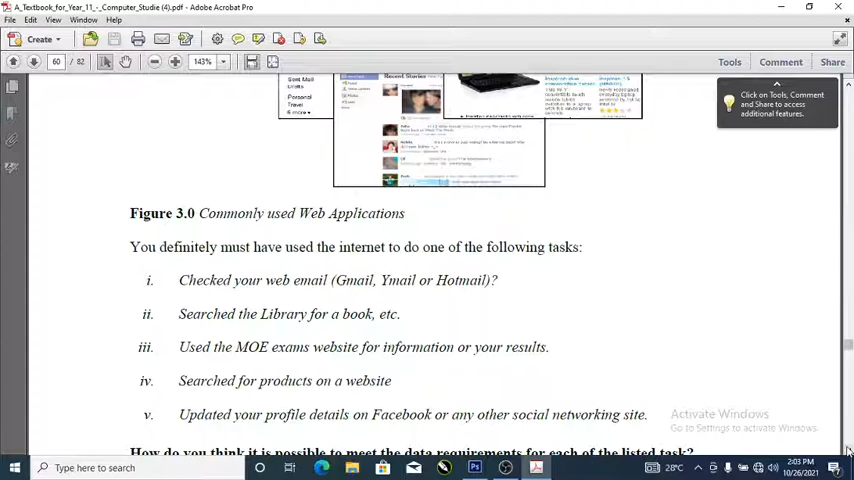 A_Textbook_for_Year_11_-_Computer_Studie (4).pdf - Adobe Acrobat Pro
File Edit View Window Help
Create
60 / 82 143% Tools Comment Share
Sent Mail
Drafts
Personal
Travel
6 more
Recent Stories
Click on Tools, Comment
and Share to access
additional features.
Figure 3.0 Commonly used Web Applications
You definitely must have used the internet to do one of the following tasks:
i. Checked your web email (Gmail, Ymail or Hotmail)?
ii. Searched the Library for a book, etc.
iii. Used the MOE exams website for information or your results.
iv. Searched for products on a website
v. Updated your profile details on Facebook or any other social networking site.
Activate Windows
Go to Settings to activate Windows.
How do you think it is possible to meet the data requirements for each of the listed task?
Type here to search
28°C
2:03 PM
10/26/2021